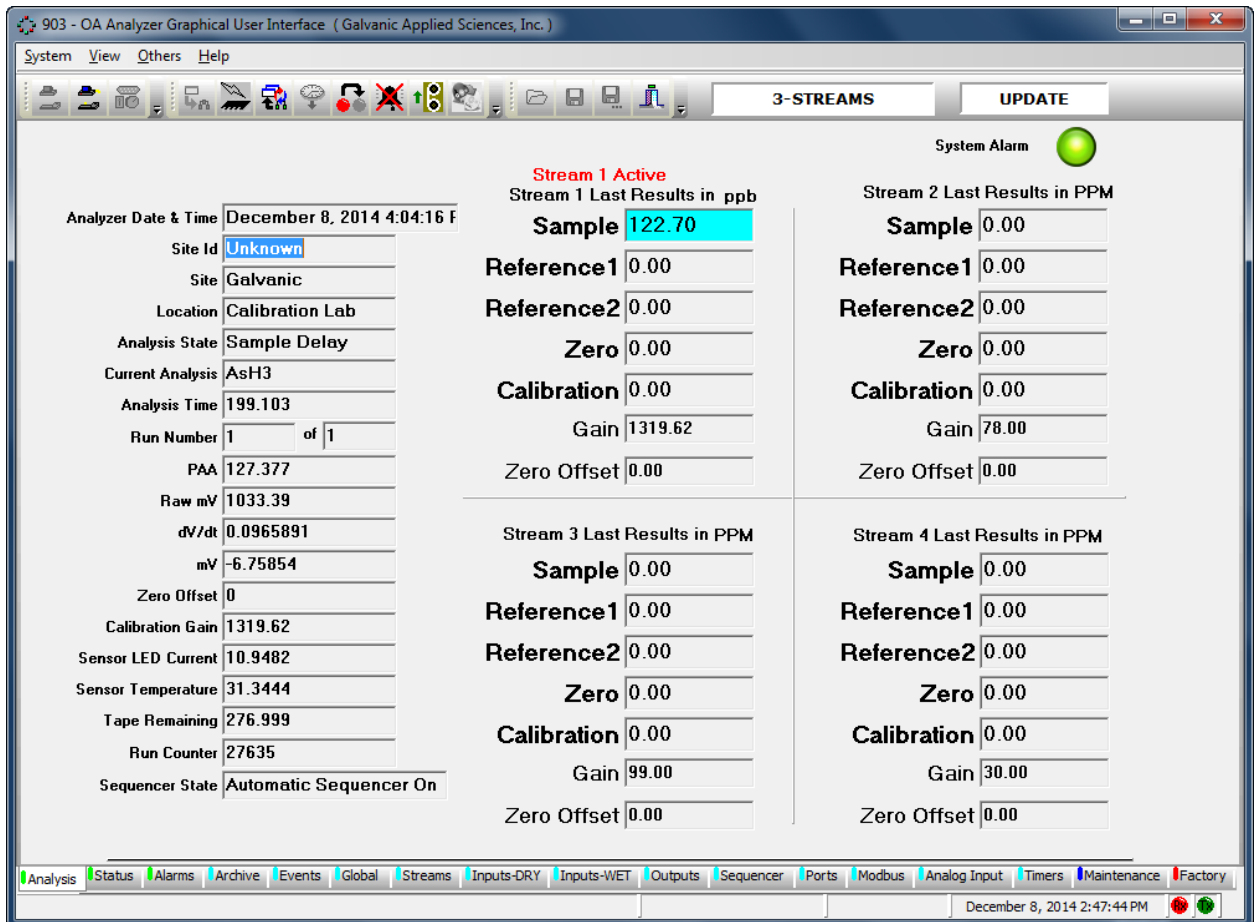 903 - OA Analyzer Graphical User Interface ( Galvanic Applied Sciences, Inc. )
System View Others Help
3-STREAMS UPDATE
System Alarm
Analyzer Date & Time December 8, 2014 4:04:16 P
Site Id Unknown
Site Galvanic
Location Calibration Lab
Analysis State Sample Delay
Current Analysis AsH3
Analysis Time 199.103
Run Number 1 of 1
PAA 127.377
Raw mV 1033.39
dV/dt 0.0965891
mV -6.75854
Zero Offset 0
Calibration Gain 1319.62
Sensor LED Current 10.9482
Sensor Temperature 31.3444
Tape Remaining 276.999
Run Counter 27635
Sequencer State Automatic Sequencer On
Stream 1 Active
Stream 1 Last Results in ppb
Sample 122.70
Reference1 0.00
Reference2 0.00
Zero 0.00
Calibration 0.00
Gain 1319.62
Zero Offset 0.00
Stream 2 Last Results in PPM
Sample 0.00
Reference1 0.00
Reference2 0.00
Zero 0.00
Calibration 0.00
Gain 78.00
Zero Offset 0.00
Stream 3 Last Results in PPM
Sample 0.00
Reference1 0.00
Reference2 0.00
Zero 0.00
Calibration 0.00
Gain 99.00
Zero Offset 0.00
Stream 4 Last Results in PPM
Sample 0.00
Reference1 0.00
Reference2 0.00
Zero 0.00
Calibration 0.00
Gain 30.00
Zero Offset 0.00
Analysis Status Alarms Archive Events Global Streams Inputs-DRY Inputs-WET Outputs Sequencer Ports Modbus Analog Input Timers Maintenance Factory
December 8, 2014 2:47:44 PM Rx Tx